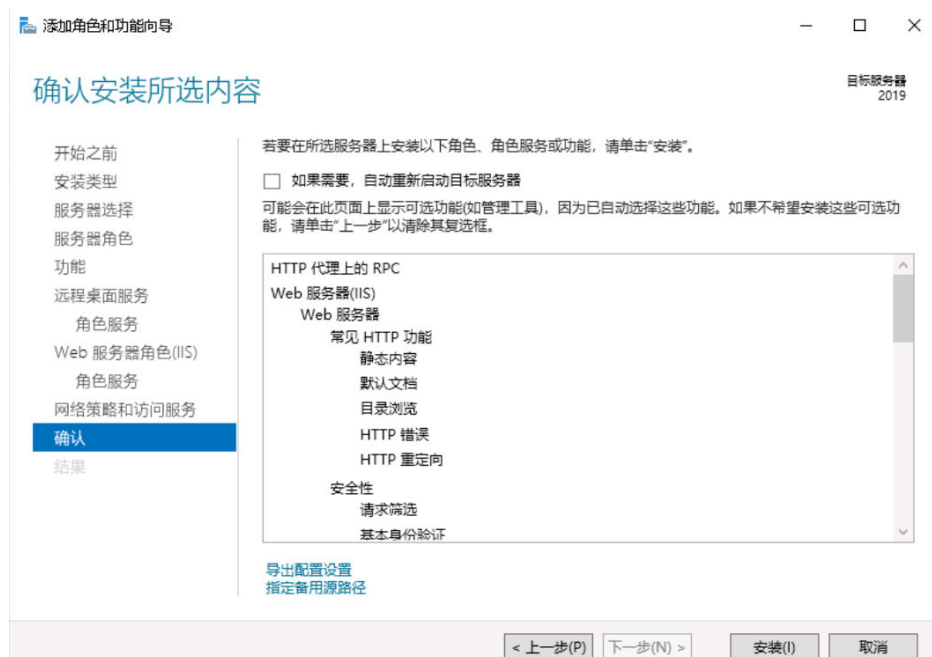 添加角色和功能向导
确认安装所选内容
目标服务器
2019
开始之前
安装类型
服务器选择
服务器角色
功能
远程桌面服务
角色服务
Web 服务器角色(IIS)
角色服务
网络策略和访问服务
确认
结果
若要在所选服务器上安装以下角色、角色服务或功能，请单击"安装"。
如果需要，自动重新启动目标服务器
可能会在此页面上显示可选功能(如管理工具)，因为已自动选择这些功能。如果不希望安装这些可选功
能，请单击"上一步"以清除其复选框。
HTTP 代理上的 RPC
Web 服务器(IIS)
Web 服务器
常见 HTTP 功能
静态内容
默认文档
目录浏览
HTTP 错误
HTTP 重定向
安全性
请求筛选
基本身份验证
导出配置设置
指定备用源路径
< 上一步(P)
下一步(N) >
安装(I)
取消